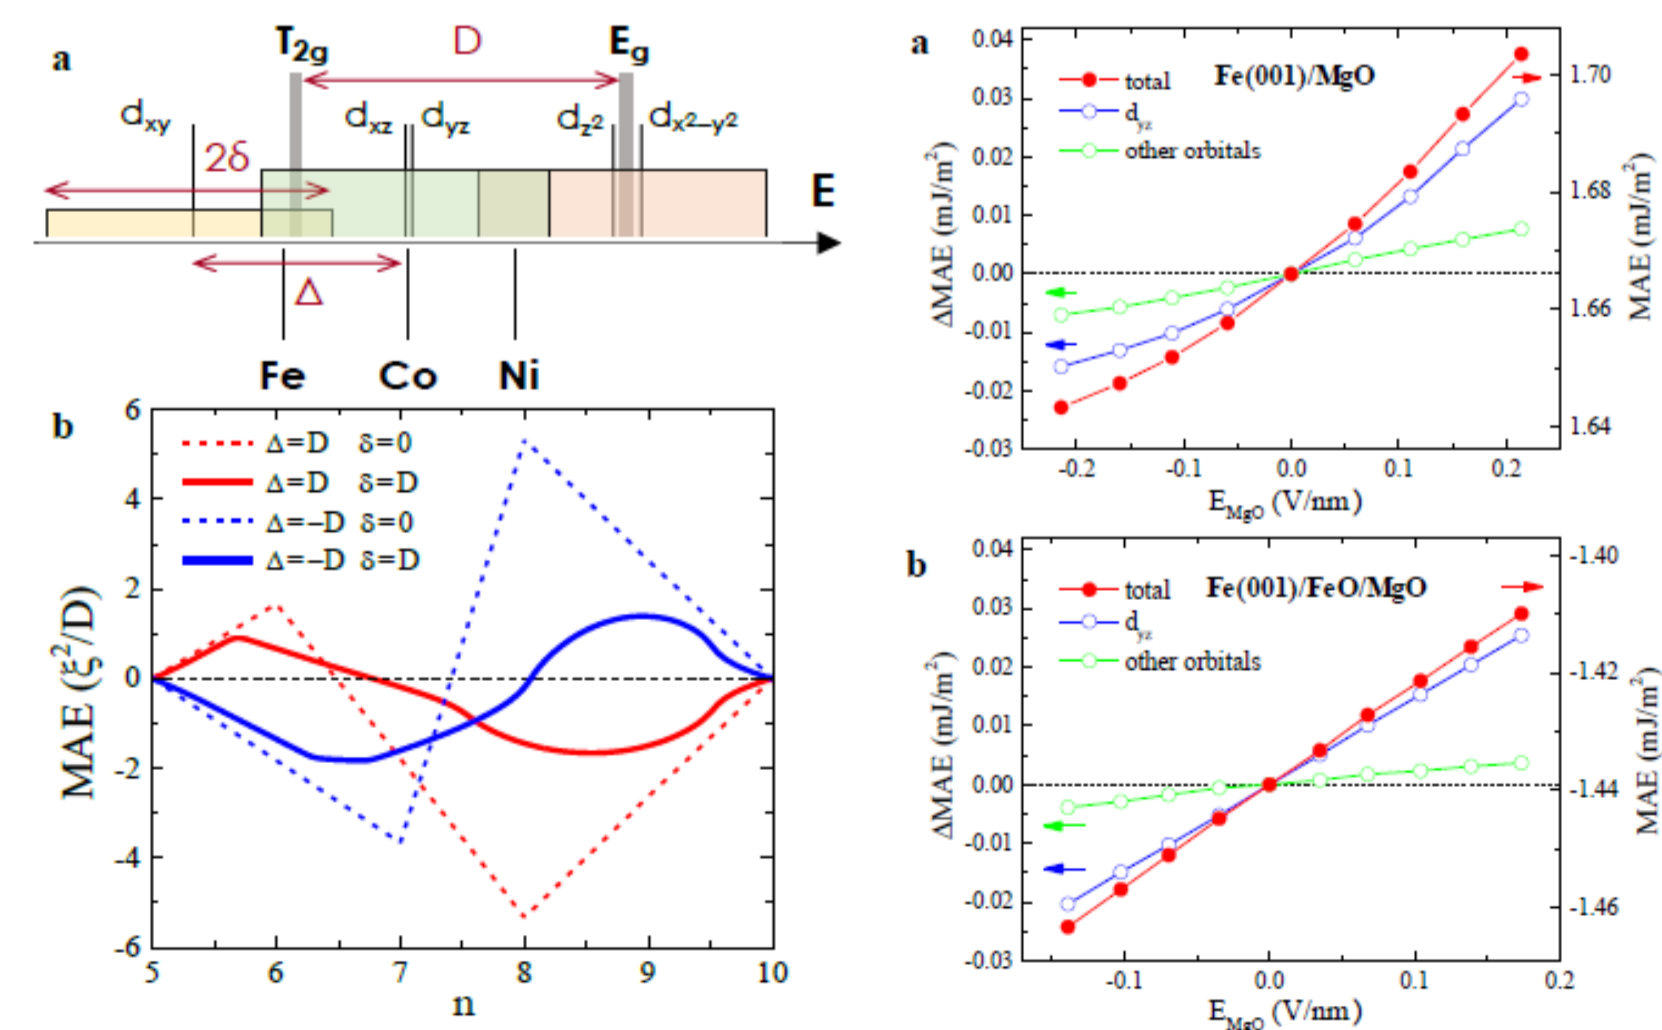 a
T2g
D
Eg
dxy
dxz
dyz
dz2
dx2−y2
2δ
E
Δ
Fe
Co
Ni
b
Δ=D δ=0
Δ=D δ=D
Δ=−D δ=0
Δ=−D δ=D
MAE (ξ²/D)
6
4
2
0
-2
-4
-6
5
6
7
8
9
10
n
a
total
Fe(001)/MgO
dyz
other orbitals
ΔMAE (mJ/m²)
0.04
0.03
0.02
0.01
0.00
-0.01
-0.02
-0.03
1.70
1.68
1.66
1.64
MAE (mJ/m²)
-0.2
-0.1
0.0
0.1
0.2
EMgO (V/nm)
b
total
Fe(001)/FeO/MgO
dyz
other orbitals
ΔMAE (mJ/m²)
0.04
0.03
0.02
0.01
0.00
-0.01
-0.02
-0.03
-1.40
-1.42
-1.44
-1.46
MAE (mJ/m²)
-0.1
0.0
0.1
0.2
EMgO (V/nm)